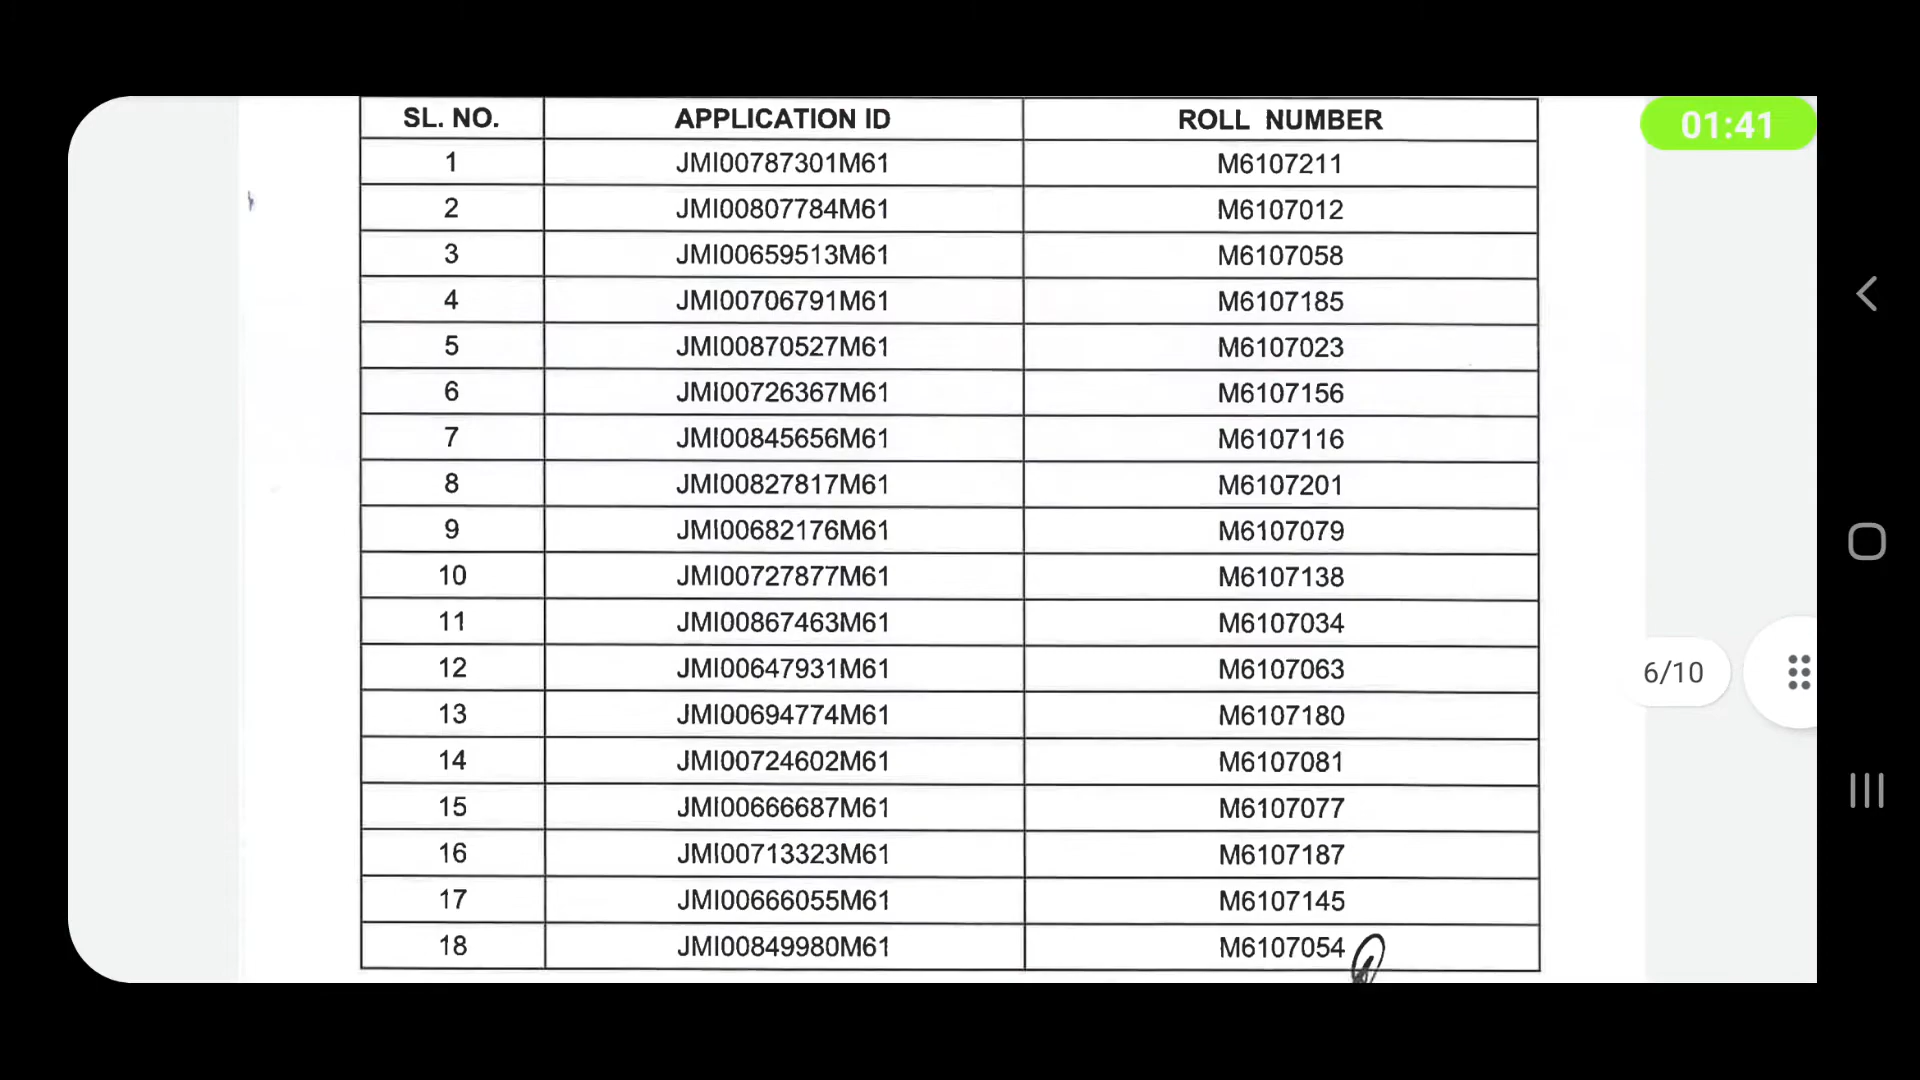 SL. NO. APPLICATION ID ROLL NUMBER
1 JMI00787301M61 M6107211
2 JMI00807784M61 M6107012
3 JMI00659513M61 M6107058
4 JMI00706791M61 M6107185
5 JMI00870527M61 M6107023
6 JMI00726367M61 M6107156
7 JMI00845656M61 M6107116
8 JMI00827817M61 M6107201
9 JMI00682176M61 M6107079
10 JMI00727877M61 M6107138
11 JMI00867463M61 M6107034
12 JMI00647931M61 M6107063
13 JMI00694774M61 M6107180
14 JMI00724602M61 M6107081
15 JMI00666687M61 M6107077
16 JMI00713323M61 M6107187
17 JMI00666055M61 M6107145
18 JMI00849980M61 M6107054
01:41
6/10